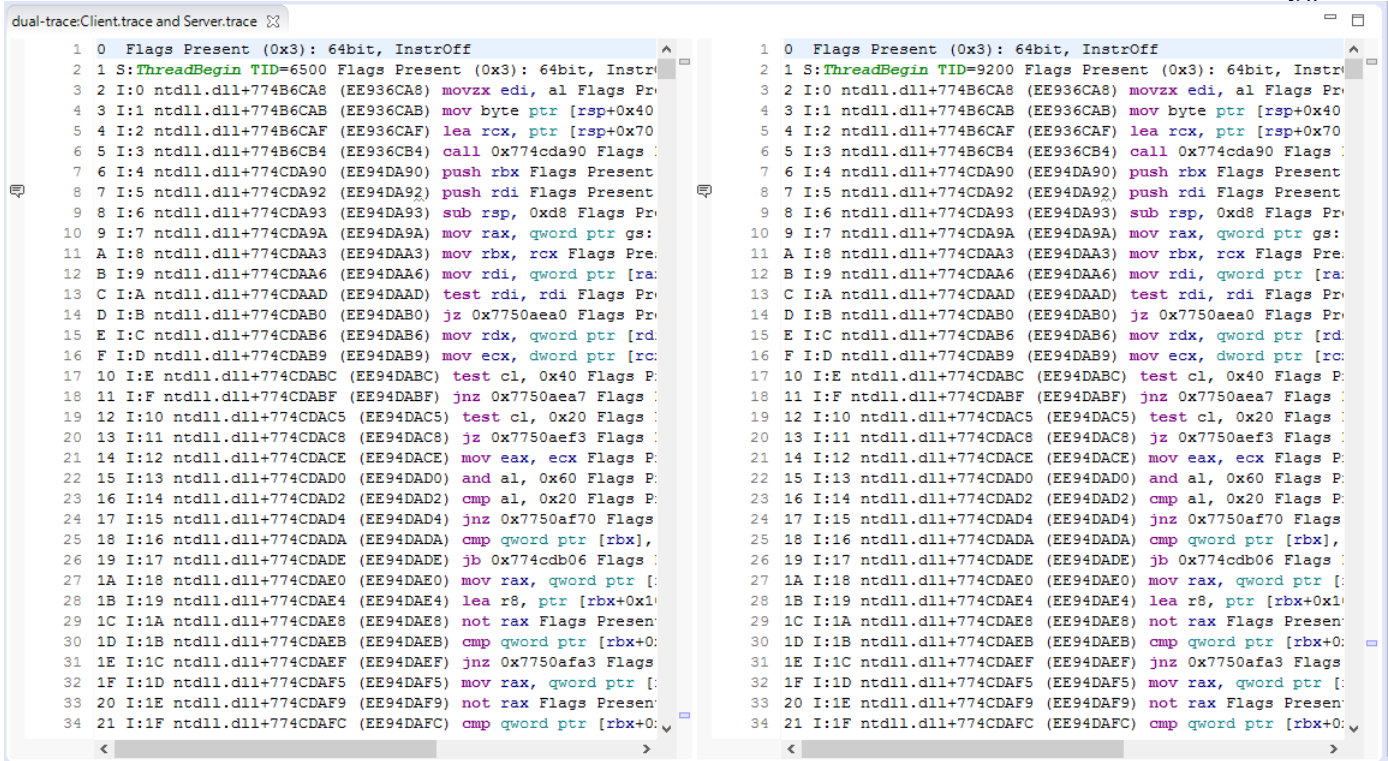 dual-trace:Client.trace and Server.trace
1 0 Flags Present (0x3): 64bit, InstrOff
2 1 S:ThreadBegin TID=6500 Flags Present (0x3): 64bit,
3 2 I:0 ntdll.dll+774B6CA8 (EE936CA8) movzx edi, al Flags
4 3 I:1 ntdll.dll+774B6CAB (EE936CAB) mov byte ptr [rsp+0x40
5 4 I:2 ntdll.dll+774B6CAF (EE936CAF) lea rcx, ptr [rsp+0x70
6 5 I:3 ntdll.dll+774B6CB4 (EE936CB4) call 0x774cda90 Flags
7 6 I:4 ntdll.dll+774CDA90 (EE94DA90) push rbx Flags Present
8 7 I:5 ntdll.dll+774CDA92 (EE94DA92) push rdi Flags Present
9 8 I:6 ntdll.dll+774CDA93 (EE94DA93) sub rsp, 0xd8 Flags
10 9 I:7 ntdll.dll+774CDA9A (EE94DA9A) mov rax, qword ptr gs:
11 A I:8 ntdll.dll+774CDAA3 (EE94DAA3) mov rbx, rcx Flags
12 B I:9 ntdll.dll+774CDAA6 (EE94DAA6) mov rdi, qword ptr
13 C I:A ntdll.dll+774CDAAD (EE94DAAD) test rdi, rdi Flags
14 D I:B ntdll.dll+774CDAB0 (EE94DAB0) jz 0x7750aea0 Flags
15 E I:C ntdll.dll+774CDAB6 (EE94DAB6) mov rdx, qword ptr
16 F I:D ntdll.dll+774CDAB9 (EE94DAB9) mov ecx, dword ptr
17 10 I:E ntdll.dll+774CDABC (EE94DABC) test cl, 0x40 Flags
18 11 I:F ntdll.dll+774CDABF (EE94DABF) jnz 0x7750aea7 Flags
19 12 I:10 ntdll.dll+774CDAC5 (EE94DAC5) test cl, 0x20 Flags
20 13 I:11 ntdll.dll+774CDAC8 (EE94DAC8) jz 0x7750aef3 Flags
21 14 I:12 ntdll.dll+774CDACE (EE94DACE) mov eax, ecx Flags
22 15 I:13 ntdll.dll+774CDAD0 (EE94DAD0) and al, 0x60 Flags
23 16 I:14 ntdll.dll+774CDAD2 (EE94DAD2) cmp al, 0x20 Flags
24 17 I:15 ntdll.dll+774CDAD4 (EE94DAD4) jnz 0x7750af70 Flags
25 18 I:16 ntdll.dll+774CDADA (EE94DADA) cmp qword ptr [rbx],
26 19 I:17 ntdll.dll+774CDADE (EE94DADE) jb 0x774cdb06 Flags
27 1A I:18 ntdll.dll+774CDAE0 (EE94DAE0) mov rax, qword ptr
28 1B I:19 ntdll.dll+774CDAE4 (EE94DAE4) lea r8, ptr
29 1C I:1A ntdll.dll+774CDAE8 (EE94DAE8) not rax Flags
30 1D I:1B ntdll.dll+774CDAEB (EE94DAEB) cmp qword ptr
31 1E I:1C ntdll.dll+774CDAEF (EE94DAEF) jnz 0x7750afa3 Flags
32 1F I:1D ntdll.dll+774CDAF5 (EE94DAF5) mov rax, qword ptr
33 20 I:1E ntdll.dll+774CDAF9 (EE94DAF9) not rax Flags
34 21 I:1F ntdll.dll+774CDAFC (EE94DAFC) cmp qword ptr
1 0 Flags Present (0x3): 64bit, InstrOff
2 1 S:ThreadBegin TID=9200 Flags Present (0x3): 64bit,
3 2 I:0 ntdll.dll+774B6CA8 (EE936CA8) movzx edi, al Flags
4 3 I:1 ntdll.dll+774B6CAB (EE936CAB) mov byte ptr [rsp+0x40
5 4 I:2 ntdll.dll+774B6CAF (EE936CAF) lea rcx, ptr [rsp+0x70
6 5 I:3 ntdll.dll+774B6CB4 (EE936CB4) call 0x774cda90 Flags
7 6 I:4 ntdll.dll+774CDA90 (EE94DA90) push rbx Flags Present
8 7 I:5 ntdll.dll+774CDA92 (EE94DA92) push rdi Flags Present
9 8 I:6 ntdll.dll+774CDA93 (EE94DA93) sub rsp, 0xd8 Flags
10 9 I:7 ntdll.dll+774CDA9A (EE94DA9A) mov rax, qword ptr gs:
11 A I:8 ntdll.dll+774CDAA3 (EE94DAA3) mov rbx, rcx Flags
12 B I:9 ntdll.dll+774CDAA6 (EE94DAA6) mov rdi, qword ptr
13 C I:A ntdll.dll+774CDAAD (EE94DAAD) test rdi, rdi Flags
14 D I:B ntdll.dll+774CDAB0 (EE94DAB0) jz 0x7750aea0 Flags
15 E I:C ntdll.dll+774CDAB6 (EE94DAB6) mov rdx, qword ptr
16 F I:D ntdll.dll+774CDAB9 (EE94DAB9) mov ecx, dword ptr
17 10 I:E ntdll.dll+774CDABC (EE94DABC) test cl, 0x40 Flags
18 11 I:F ntdll.dll+774CDABF (EE94DABF) jnz 0x7750aea7 Flags
19 12 I:10 ntdll.dll+774CDAC5 (EE94DAC5) test cl, 0x20 Flags
20 13 I:11 ntdll.dll+774CDAC8 (EE94DAC8) jz 0x7750aef3 Flags
21 14 I:12 ntdll.dll+774CDACE (EE94DACE) mov eax, ecx Flags
22 15 I:13 ntdll.dll+774CDAD0 (EE94DAD0) and al, 0x60 Flags
23 16 I:14 ntdll.dll+774CDAD2 (EE94DAD2) cmp al, 0x20 Flags
24 17 I:15 ntdll.dll+774CDAD4 (EE94DAD4) jnz 0x7750af70 Flags
25 18 I:16 ntdll.dll+774CDADA (EE94DADA) cmp qword ptr [rbx],
26 19 I:17 ntdll.dll+774CDADE (EE94DADE) jb 0x774cdb06 Flags
27 1A I:18 ntdll.dll+774CDAE0 (EE94DAE0) mov rax, qword ptr
28 1B I:19 ntdll.dll+774CDAE4 (EE94DAE4) lea r8, ptr
29 1C I:1A ntdll.dll+774CDAE8 (EE94DAE8) not rax Flags
30 1D I:1B ntdll.dll+774CDAEB (EE94DAEB) cmp qword ptr
31 1E I:1C ntdll.dll+774CDAEF (EE94DAEF) jnz 0x7750afa3 Flags
32 1F I:1D ntdll.dll+774CDAF5 (EE94DAF5) mov rax, qword ptr
33 20 I:1E ntdll.dll+774CDAF9 (EE94DAF9) not rax Flags
34 21 I:1F ntdll.dll+774CDAFC (EE94DAFC) cmp qword ptr